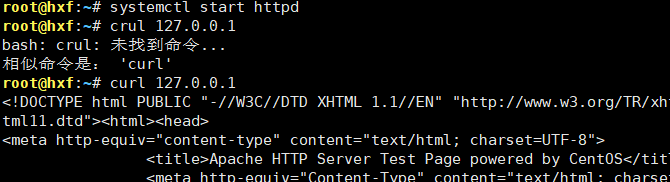 root@hxf:~# systemctl start httpd
root@hxf:~# crul 127.0.0.1
bash: crul: 未找到命令...
相似命令是： 'curl'
root@hxf:~# curl 127.0.0.1
<!DOCTYPE html PUBLIC "-//W3C//DTD XHTML 1.1//EN" "http://www.w3.org/TR/xh
tml11.dtd"><html><head>
<meta http-equiv="content-type" content="text/html; charset=UTF-8">
<title>Apache HTTP Server Test Page powered by CentOS</ti
<meta http-equiv="Content-Type" content="text/html; charse